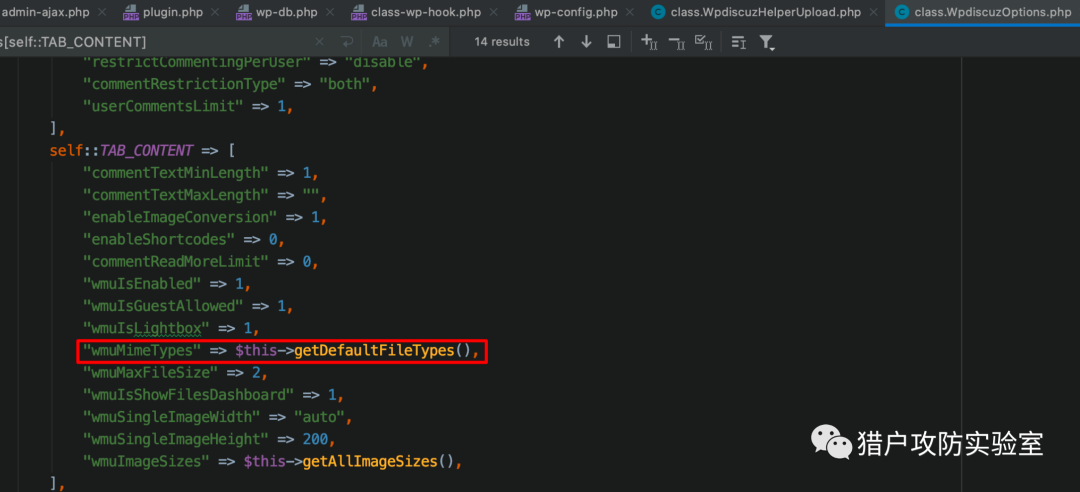 admin-ajax.php
plugin.php
wp-db.php
class-wp-hook.php
wp-config.php
class.WpdiscuzHelperUpload.php
class.WpdiscuzOptions.php
s[self::TAB_CONTENT]
Aa W .* 14 results
"restrictCommentingPerUser" => "disable",
"commentRestrictionType" => "both",
"userCommentsLimit" => 1,
],
self::TAB_CONTENT => [
"commentTextMinLength" => 1,
"commentTextMaxLength" => "",
"enableImageConversion" => 1,
"enableShortcodes" => 0,
"commentReadMoreLimit" => 0,
"wmuIsEnabled" => 1,
"wmuIsGuestAllowed" => 1,
"wmuIsLightbox" => 1,
"wmuMimeTypes" => $this->getDefaultFileTypes(),
"wmuMaxFileSize" => 2,
"wmuIsShowFilesDashboard" => 1,
"wmuSingleImageWidth" => "auto",
"wmuSingleImageHeight" => 200,
"wmuImageSizes" => $this->getAllImageSizes(),
],
猎户攻防实验室